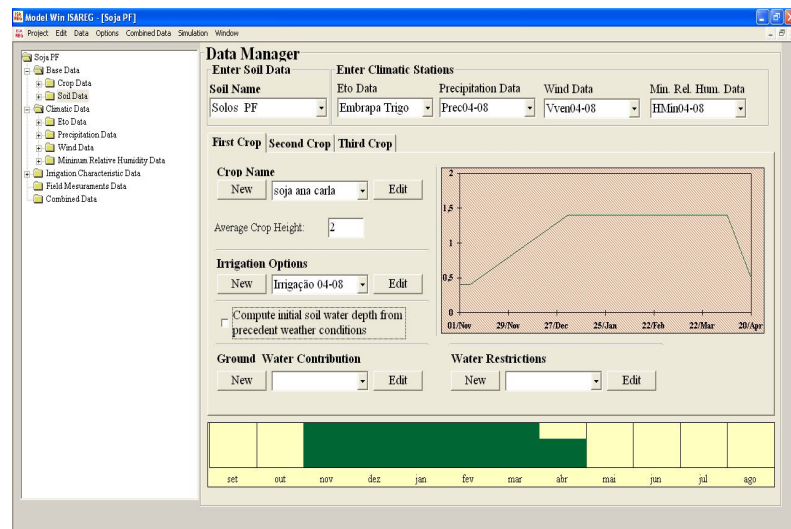 Model Win ISAREG - [Soja PF]
Project Edit Data Options Combined Data Simulation Window
Soja PF
Base Data
Crop Data
Soil Data
Climatic Data
Eto Data
Precipitation Data
Wind Data
Mininum Relative Humidity Data
Irrigation Characteristic Data
Field Mesuraments Data
Combined Data
Data Manager
Enter Soil Data Enter Climatic Stations
Soil Name Eto Data Precipitation Data Wind Data Min. Rel. Hum. Data
Solos PF Embrapa Trigo Prec04-08 Vven04-08 HMin04-08
First Crop Second Crop Third Crop
Crop Name
New soja ana carla Edit
Average Crop Height: 2
Irrigation Options
New Irrigação 04-08 Edit
Compute initial soil water depth from
precedent weather conditions
Ground Water Contribution
New Edit
2
1,5
1
0,5
0
01/Nov 29/Nov 27/Dec 25/Jan 22/Feb 22/Mar 20/Apr
Water Restrictions
New Edit
set out nov dez jan fev mar abr mai jun jul ago